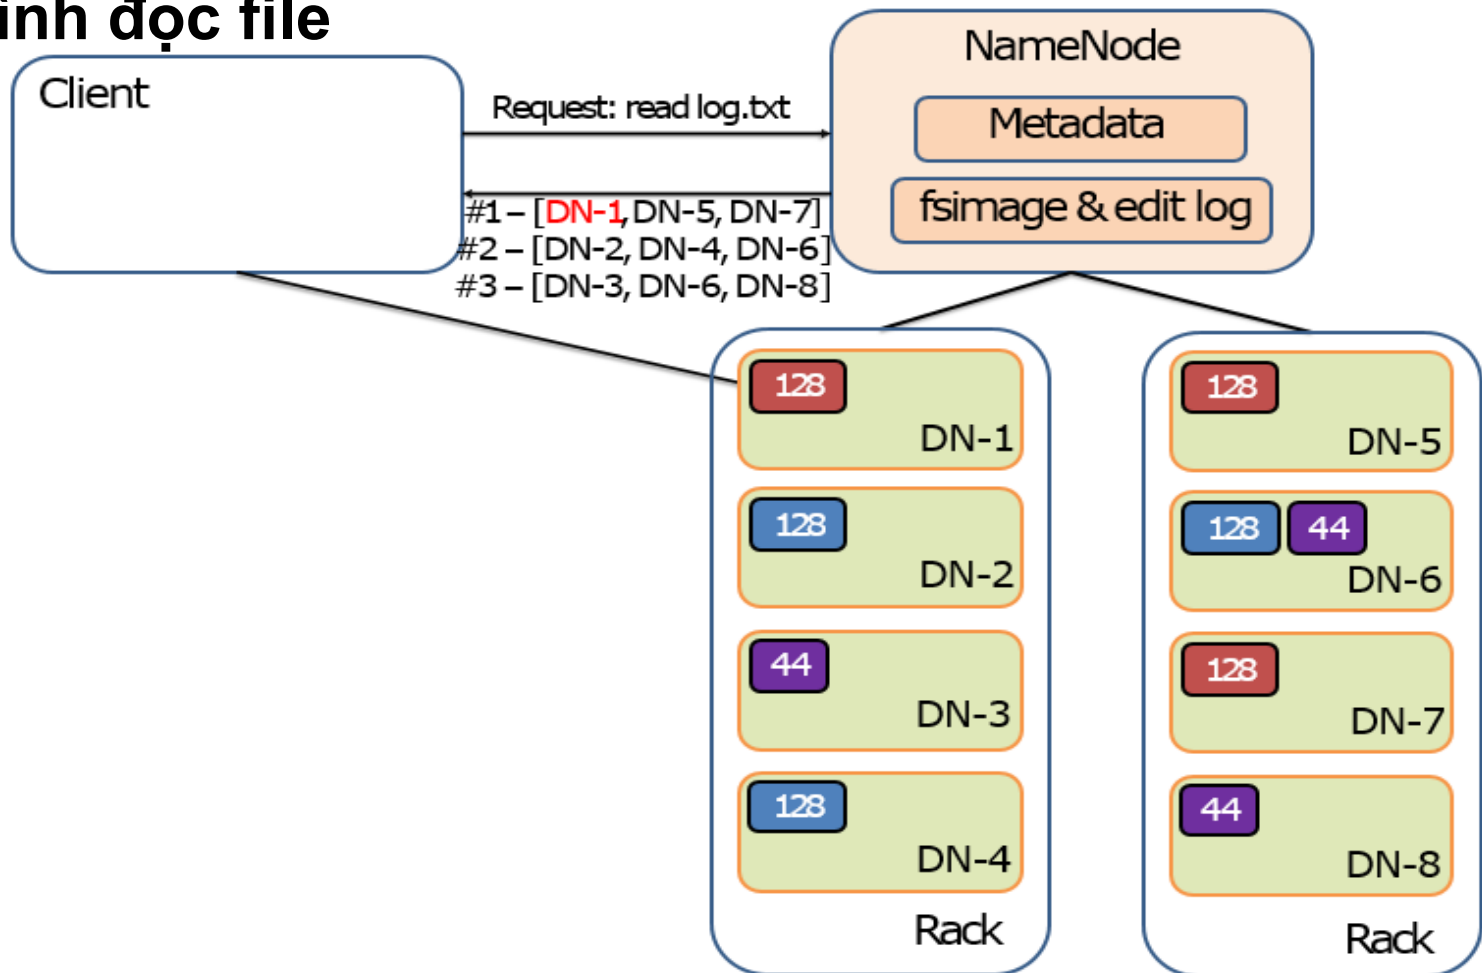 ình đọc file
Client
Request: read log.txt
#1 – [DN-1, DN-5, DN-7]
#2 – [DN-2, DN-4, DN-6]
#3 – [DN-3, DN-6, DN-8]
NameNode
Metadata
fsimage & edit log
128
DN-1
128
DN-2
44
DN-3
128
DN-4
Rack
128
DN-5
128 44
DN-6
128
DN-7
44
DN-8
Rack